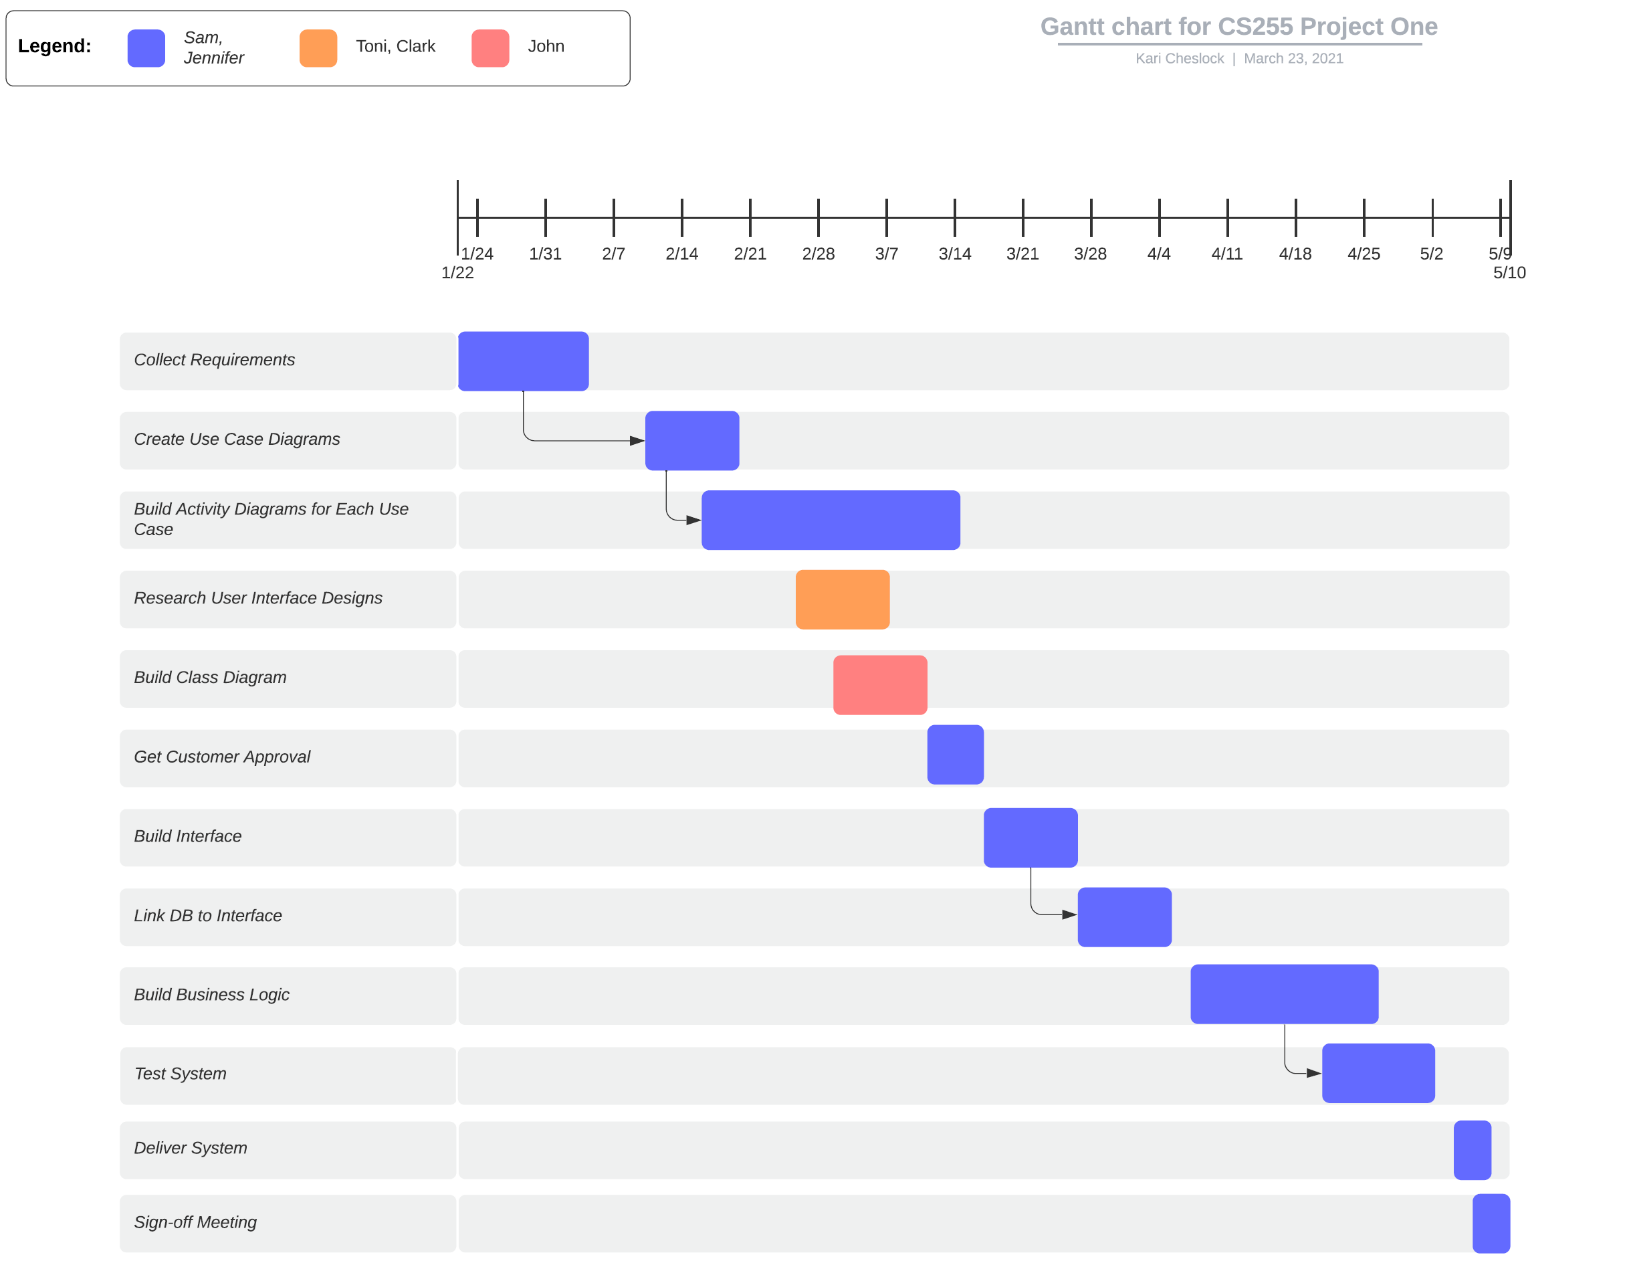 Legend:
Sam,
Jennifer
Toni, Clark
John
Gantt chart for CS255 Project One
Kari Cheslock | March 23, 2021
1/24 1/31 2/7 2/14 2/21 2/28 3/7 3/14 3/21 3/28 4/4 4/11 4/18 4/25 5/2 5/9
1/22 5/10
Collect Requirements
Create Use Case Diagrams
Build Activity Diagrams for Each Use
Case
Research User Interface Designs
Build Class Diagram
Get Customer Approval
Build Interface
Link DB to Interface
Build Business Logic
Test System
Deliver System
Sign-off Meeting